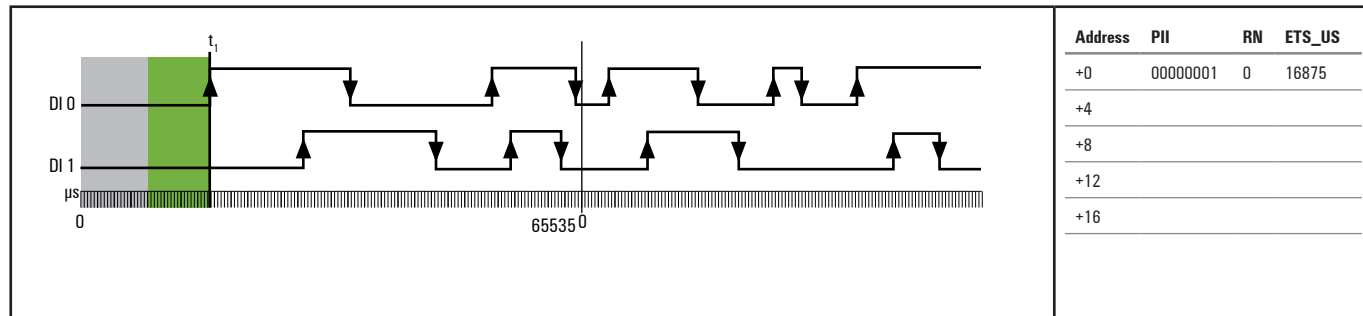 t1
DI 0
DI 1
µs
0
65535 0
Address PII RN ETS_US
+0 00000001 0 16875
+4
+8
+12
+16